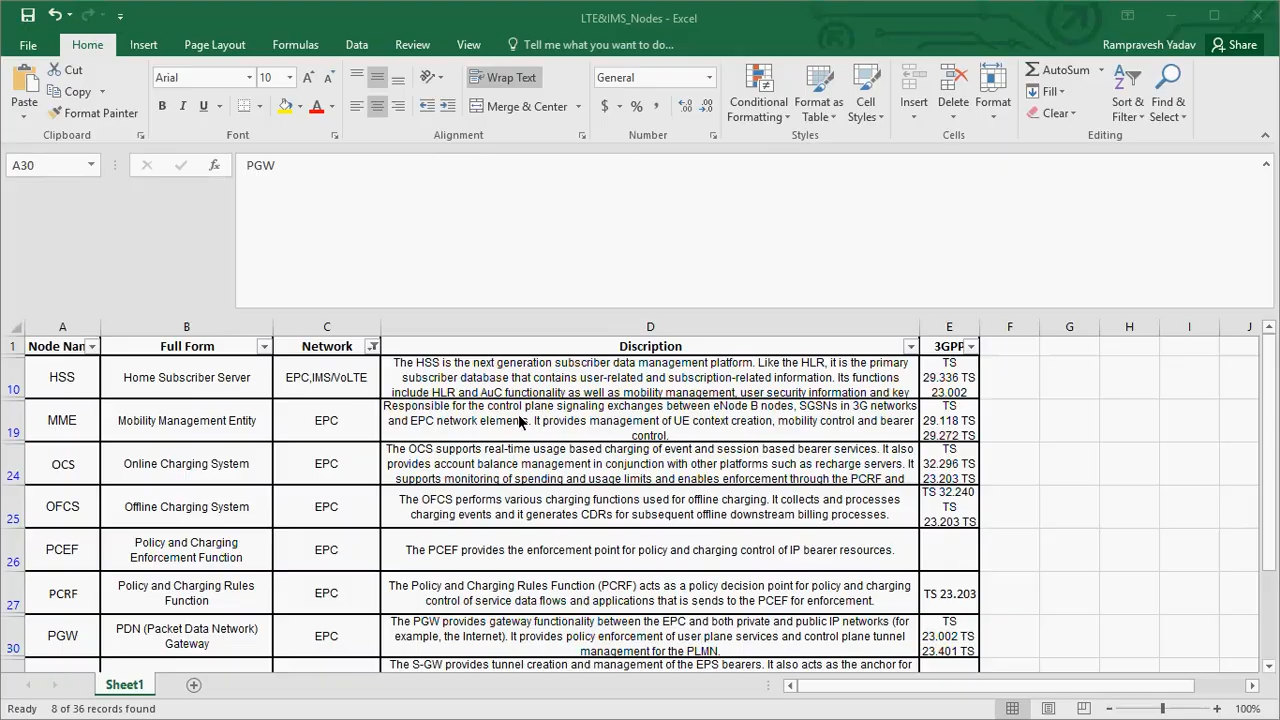 LTE&IMS_Nodes - Excel
File Home Insert Page Layout Formulas Data Review View Tell me what you want to do... Rampravesh Yadav Share
Paste Cut Copy Format Painter
Clipboard
Arial 10 A A
B I U A
Font
Wrap Text
Merge & Center
Alignment
General
$ % ,
Number
Conditional Formatting
Format as Table
Cell Styles
Styles
Insert Delete Format
Cells
AutoSum
Fill
Clear
Sort & Filter
Find & Select
Editing
A30 fx PGW
A B C D E F G H I J
1 Node Nan Full Form Network Discription 3GPP
10 HSS Home Subscriber Server EPC,IMS/VoLTE
The HSS is the next generation subscriber data management platform. Like the HLR, it is the primary
subscriber database that contains user-related and subscription-related information. Its functions
include HLR and AuC functionality as well as mobility management, user security information and key
TS
29.336 TS
23.002
19 MME Mobility Management Entity EPC
Responsible for the control plane signaling exchanges between eNode B nodes, SGSNs in 3G networks
and EPC network elements. It provides management of UE context creation, mobility control and bearer
control.
TS
29.118 TS
29.272 TS
24 OCS Online Charging System EPC
The OCS supports real-time usage based charging of event and session based bearer services. It also
provides account balance management in conjunction with other platforms such as recharge servers. It
supports monitoring of spending and usage limits and enables enforcement through the PCRF and
TS
32.296 TS
23.203 TS
25 OFCS Offline Charging System EPC
The OFCS performs various charging functions used for offline charging. It collects and processes
charging events and it generates CDRs for subsequent offline downstream billing processes.
TS 32.240
TS
23.203 TS
26 PCEF
Policy and Charging
Enforcement Function
EPC
The PCEF provides the enforcement point for policy and charging control of IP bearer resources.
27 PCRF
Policy and Charging Rules
Function
EPC
The Policy and Charging Rules Function (PCRF) acts as a policy decision point for policy and charging
control of service data flows and applications that is sends to the PCEF for enforcement.
TS 23.203
30 PGW
PDN (Packet Data Network)
Gateway
EPC
The PGW provides gateway functionality between the EPC and both private and public IP networks (for
example, the Internet). It provides policy enforcement of user plane services and control plane tunnel
management for the PLMN.
TS
23.002 TS
23.401 TS
The S-GW provides tunnel creation and management of the EPS bearers. It also acts as the anchor for
Sheet1
Ready 8 of 36 records found 100%